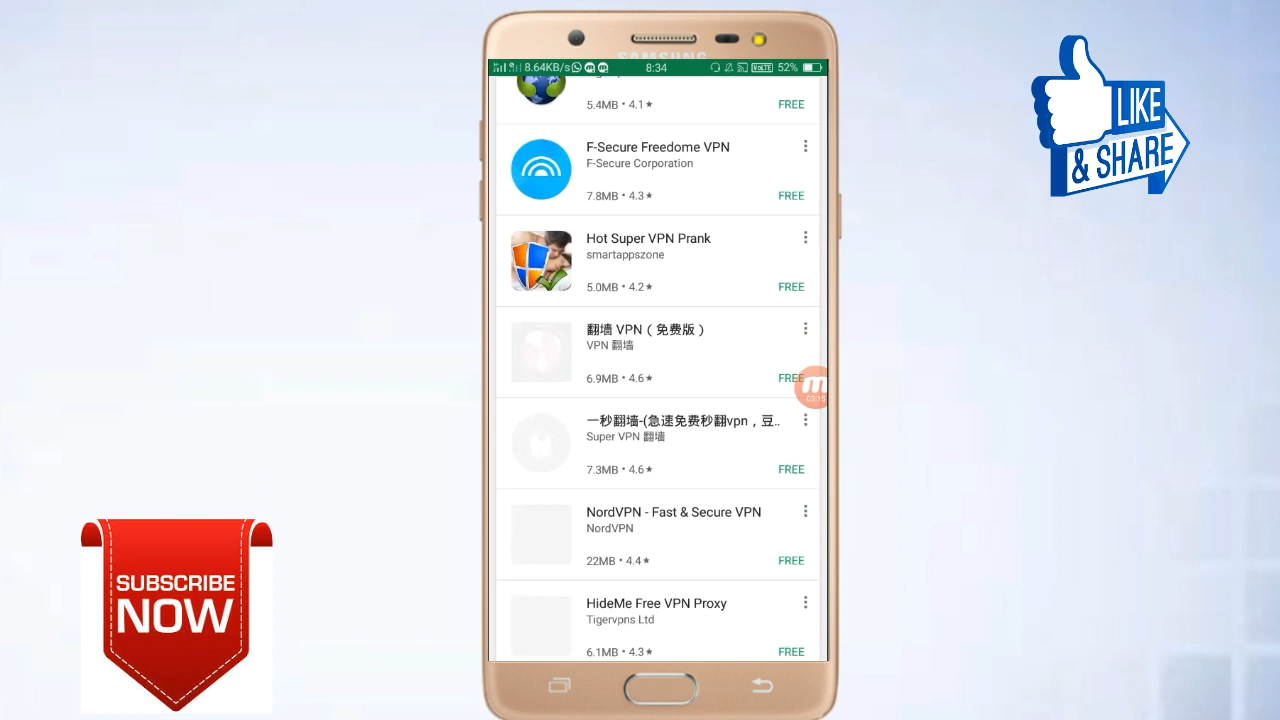 SAMSUNG
8.64KB/s
8:34
VoLTE
52%
5.4MB • 4.1★
FREE
F-Secure Freedome VPN
F-Secure Corporation
7.8MB • 4.3★
FREE
Hot Super VPN Prank
smartappszone
5.0MB • 4.2★
FREE
翻墙 VPN（免费版）
VPN 翻墙
6.9MB • 4.6★
FREE
03:15
一秒翻墙-(急速免费秒翻vpn，豆..
Super VPN 翻墙
7.3MB • 4.6★
FREE
NordVPN - Fast & Secure VPN
NordVPN
22MB • 4.4★
FREE
HideMe Free VPN Proxy
Tigervpns Ltd
6.1MB • 4.3★
FREE
LIKE
& SHARE
SUBSCRIBE
NOW